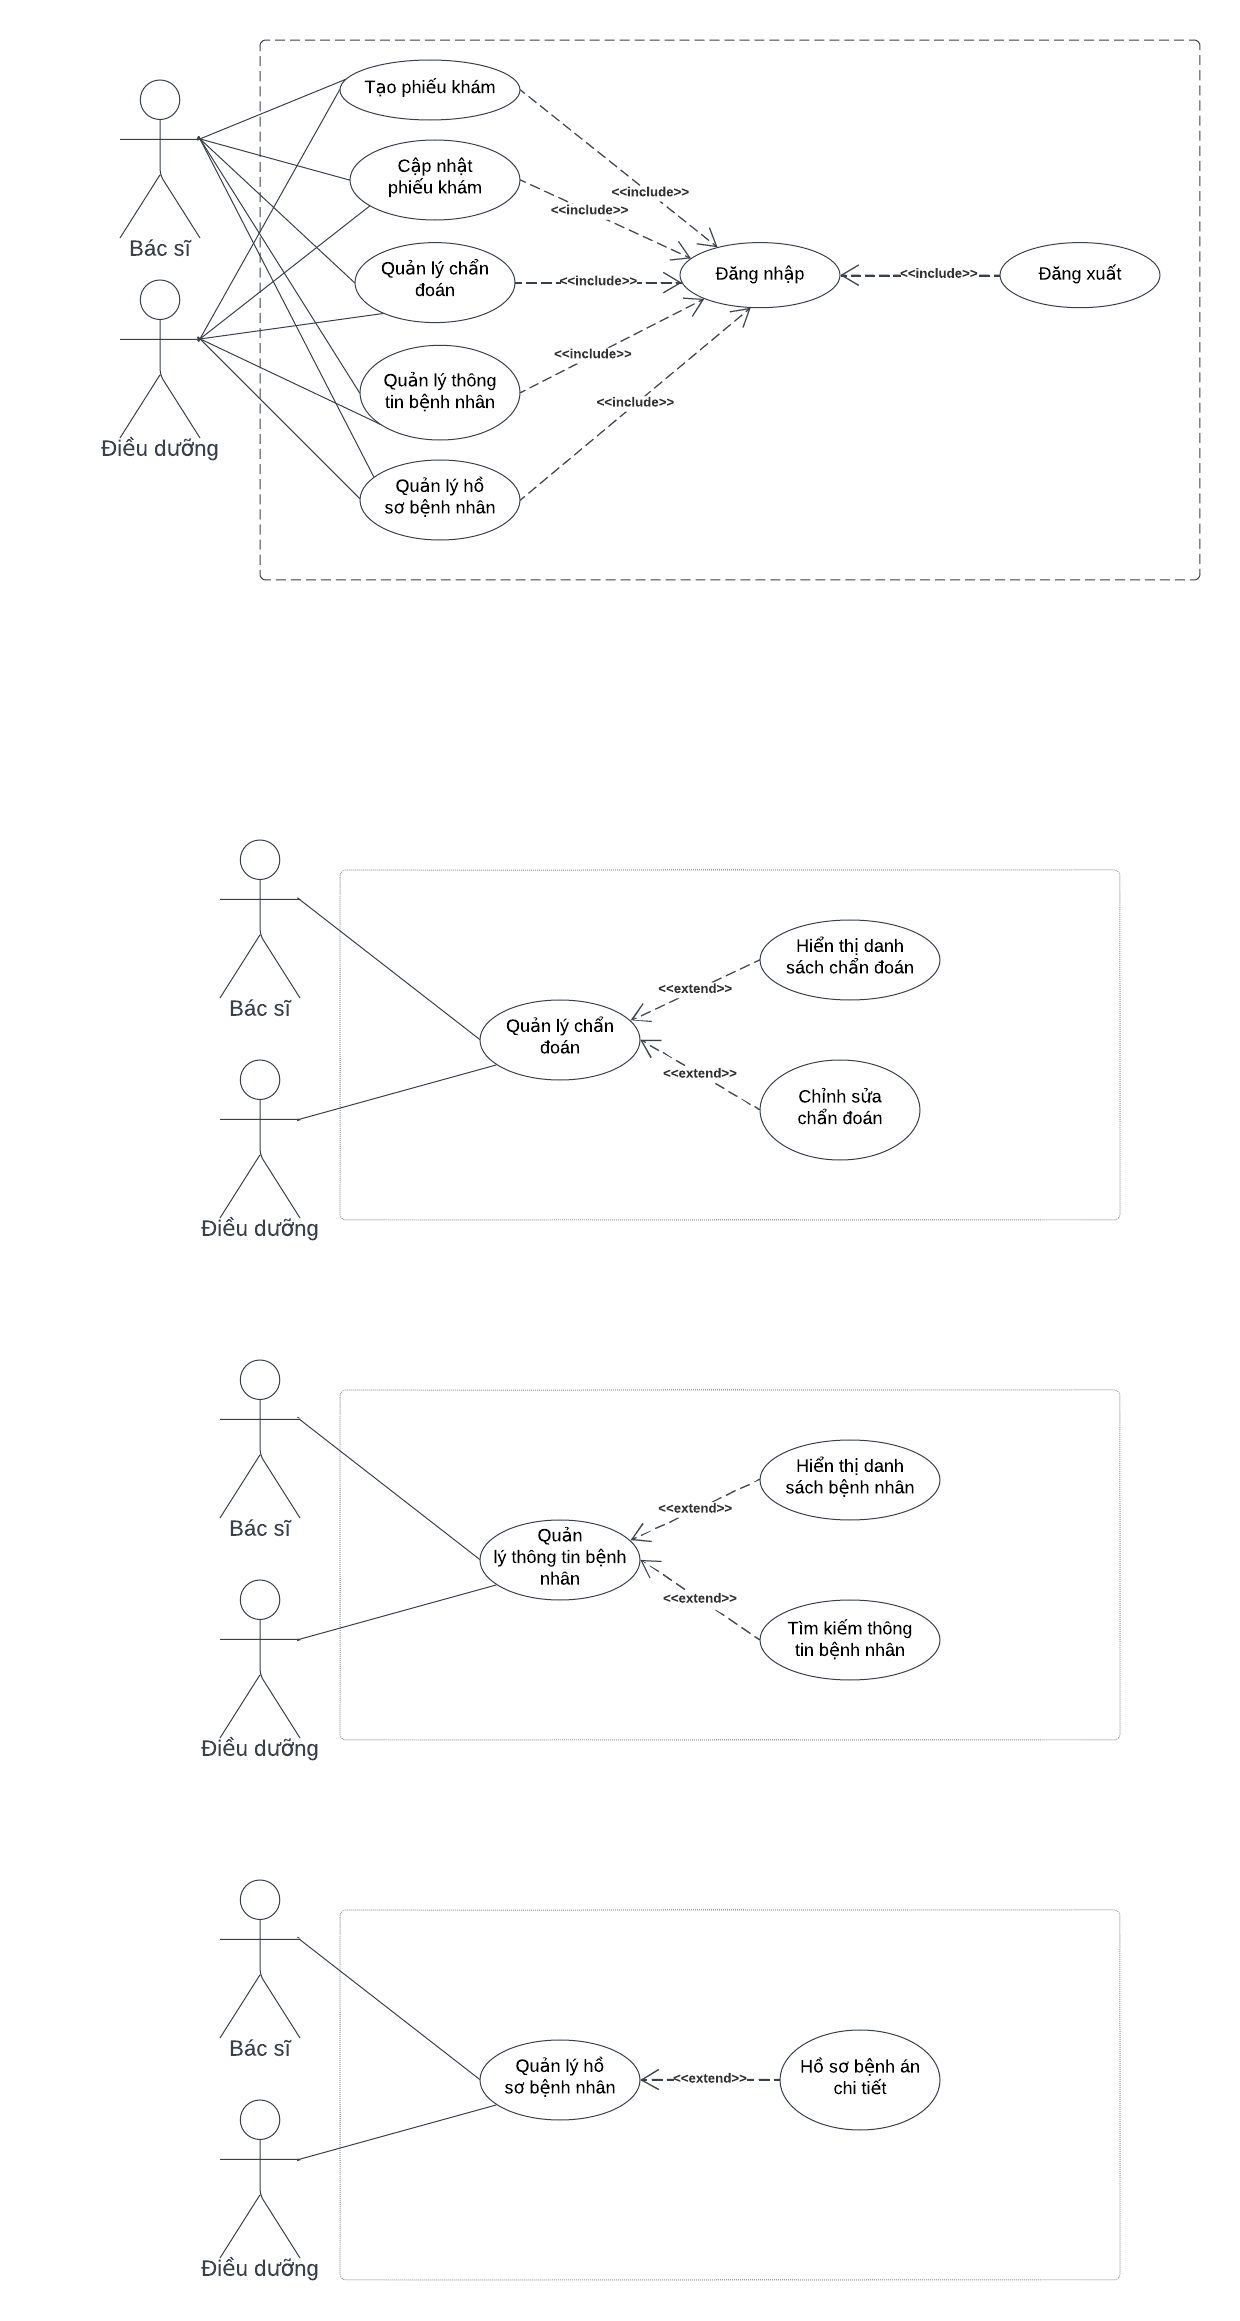 Tạo phiếu khám
Cập nhật
phiếu khám
<<include>>
<<include>>
Bác sĩ
Quản lý chẩn
đoán
<<include>>
Đăng nhập
<<include>>
Đăng xuất
<<include>>
Quản lý thông
tin bệnh nhân
<<include>>
Điều dưỡng
Quản lý hồ
sơ bệnh nhân
Hiển thị danh
sách chẩn đoán
<<extend>>
Bác sĩ
Quản lý chẩn
đoán
<<extend>>
Chỉnh sửa
chẩn đoán
Điều dưỡng
Hiển thị danh
sách bệnh nhân
<<extend>>
Bác sĩ
Quản
lý thông tin bệnh
nhân
<<extend>>
Tìm kiếm thông
tin bệnh nhân
Điều dưỡng
Bác sĩ
Quản lý hồ
sơ bệnh nhân
<<extend>>
Hồ sơ bệnh án
chi tiết
Điều dưỡng